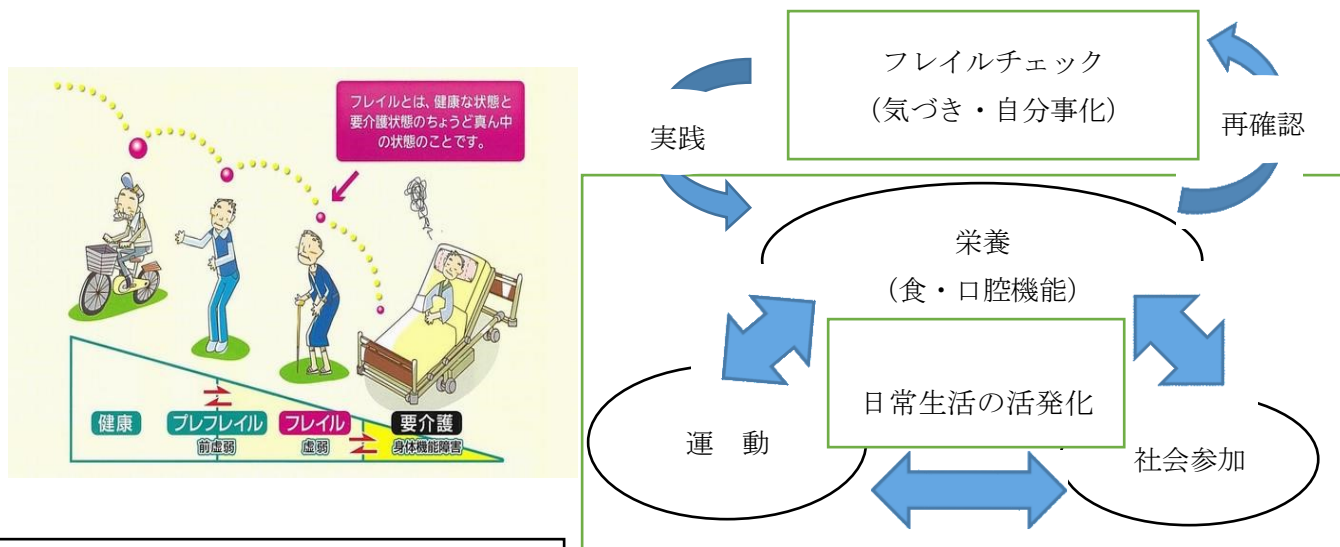 フレイルとは、健康な状態と
要介護状態のちょうど真ん中
の状態のことです。
健康
プレフレイル
前虚弱
フレイル
虚弱
要介護
身体機能障害
フレイルチェック
(気づき・自分事化)
実践
再確認
栄養
(食・口腔機能)
日常生活の活発化
運 動
社会参加